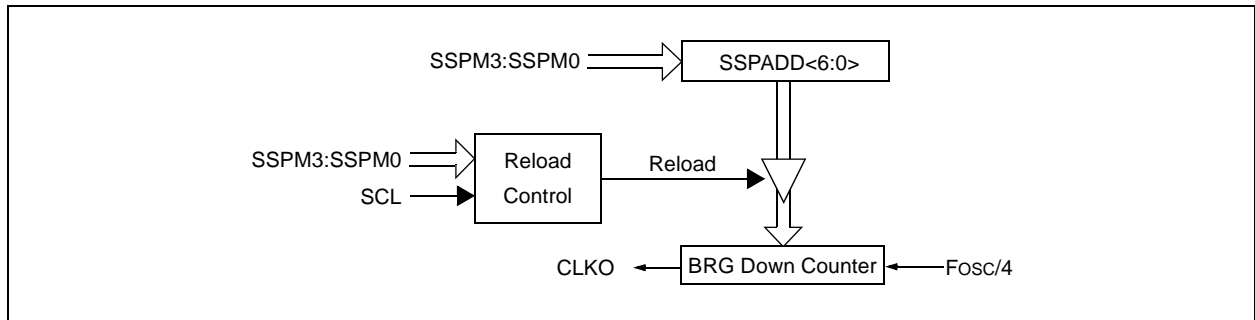 SSPM3:SSPM0
SSPADD<6:0>
SSPM3:SSPM0
SCL
Reload
Control
Reload
CLKO
BRG Down Counter
FOSC/4